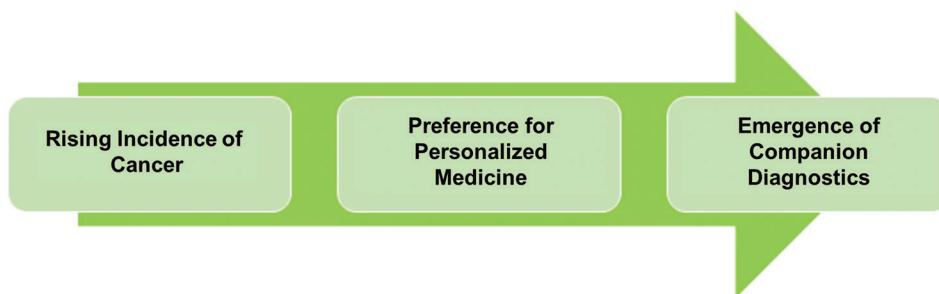 Rising Incidence of
Cancer
Preference for
Personalized
Medicine
Emergence of
Companion
Diagnostics